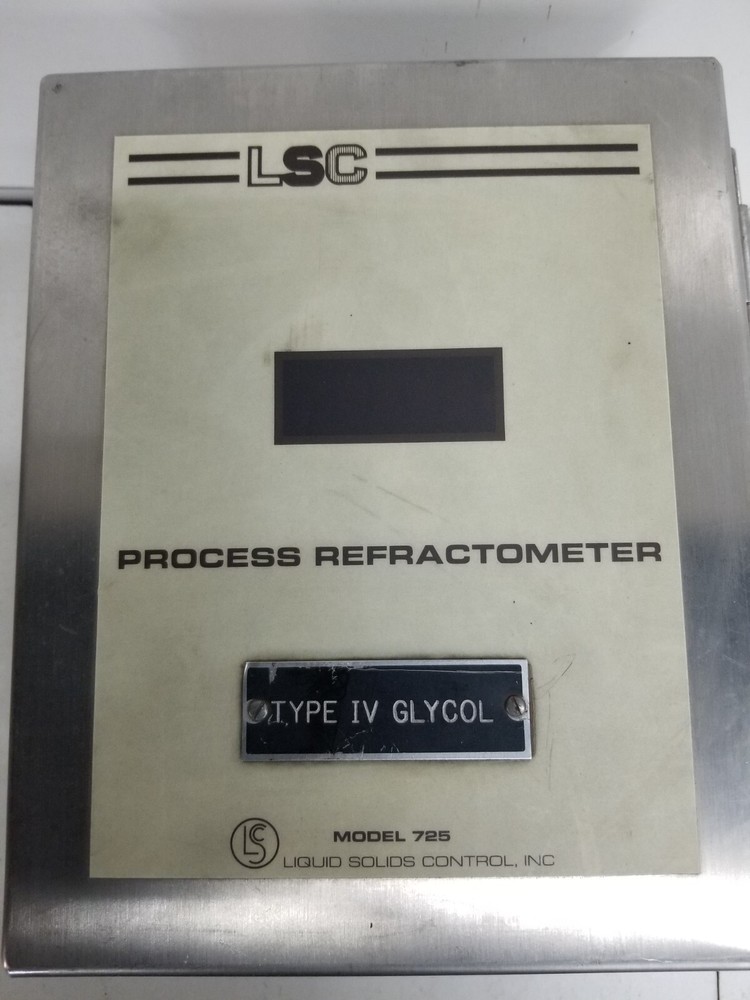 LSC
PROCESS REFRACTOMETER
TYPE IV GLYCOL
LSC
MODEL 725
LIQUID SOLIDS CONTROL, INC